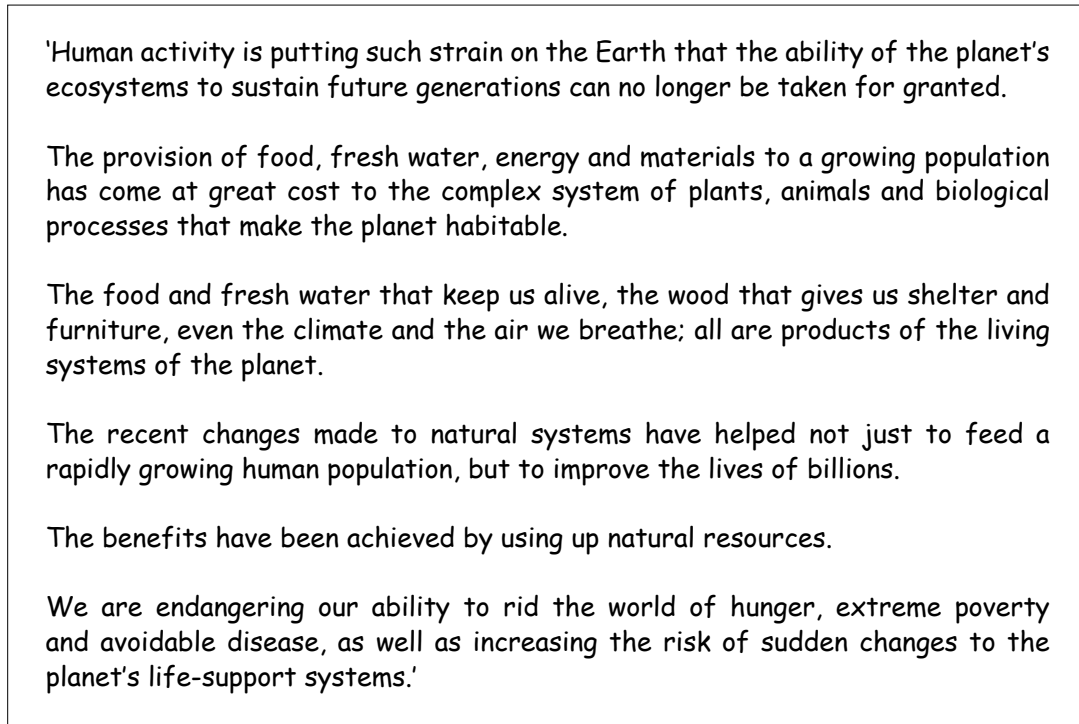 ‘Human activity is putting such strain on the Earth that the ability of the planet’s
ecosystems to sustain future generations can no longer be taken for granted.
The provision of food, fresh water, energy and materials to a growing population
has come at great cost to the complex system of plants, animals and biological
processes that make the planet habitable.
The food and fresh water that keep us alive, the wood that gives us shelter and
furniture, even the climate and the air we breathe; all are products of the living
systems of the planet.
The recent changes made to natural systems have helped not just to feed a
rapidly growing human population, but to improve the lives of billions.
The benefits have been achieved by using up natural resources.
We are endangering our ability to rid the world of hunger, extreme poverty
and avoidable disease, as well as increasing the risk of sudden changes to the
planet’s life-support systems.’